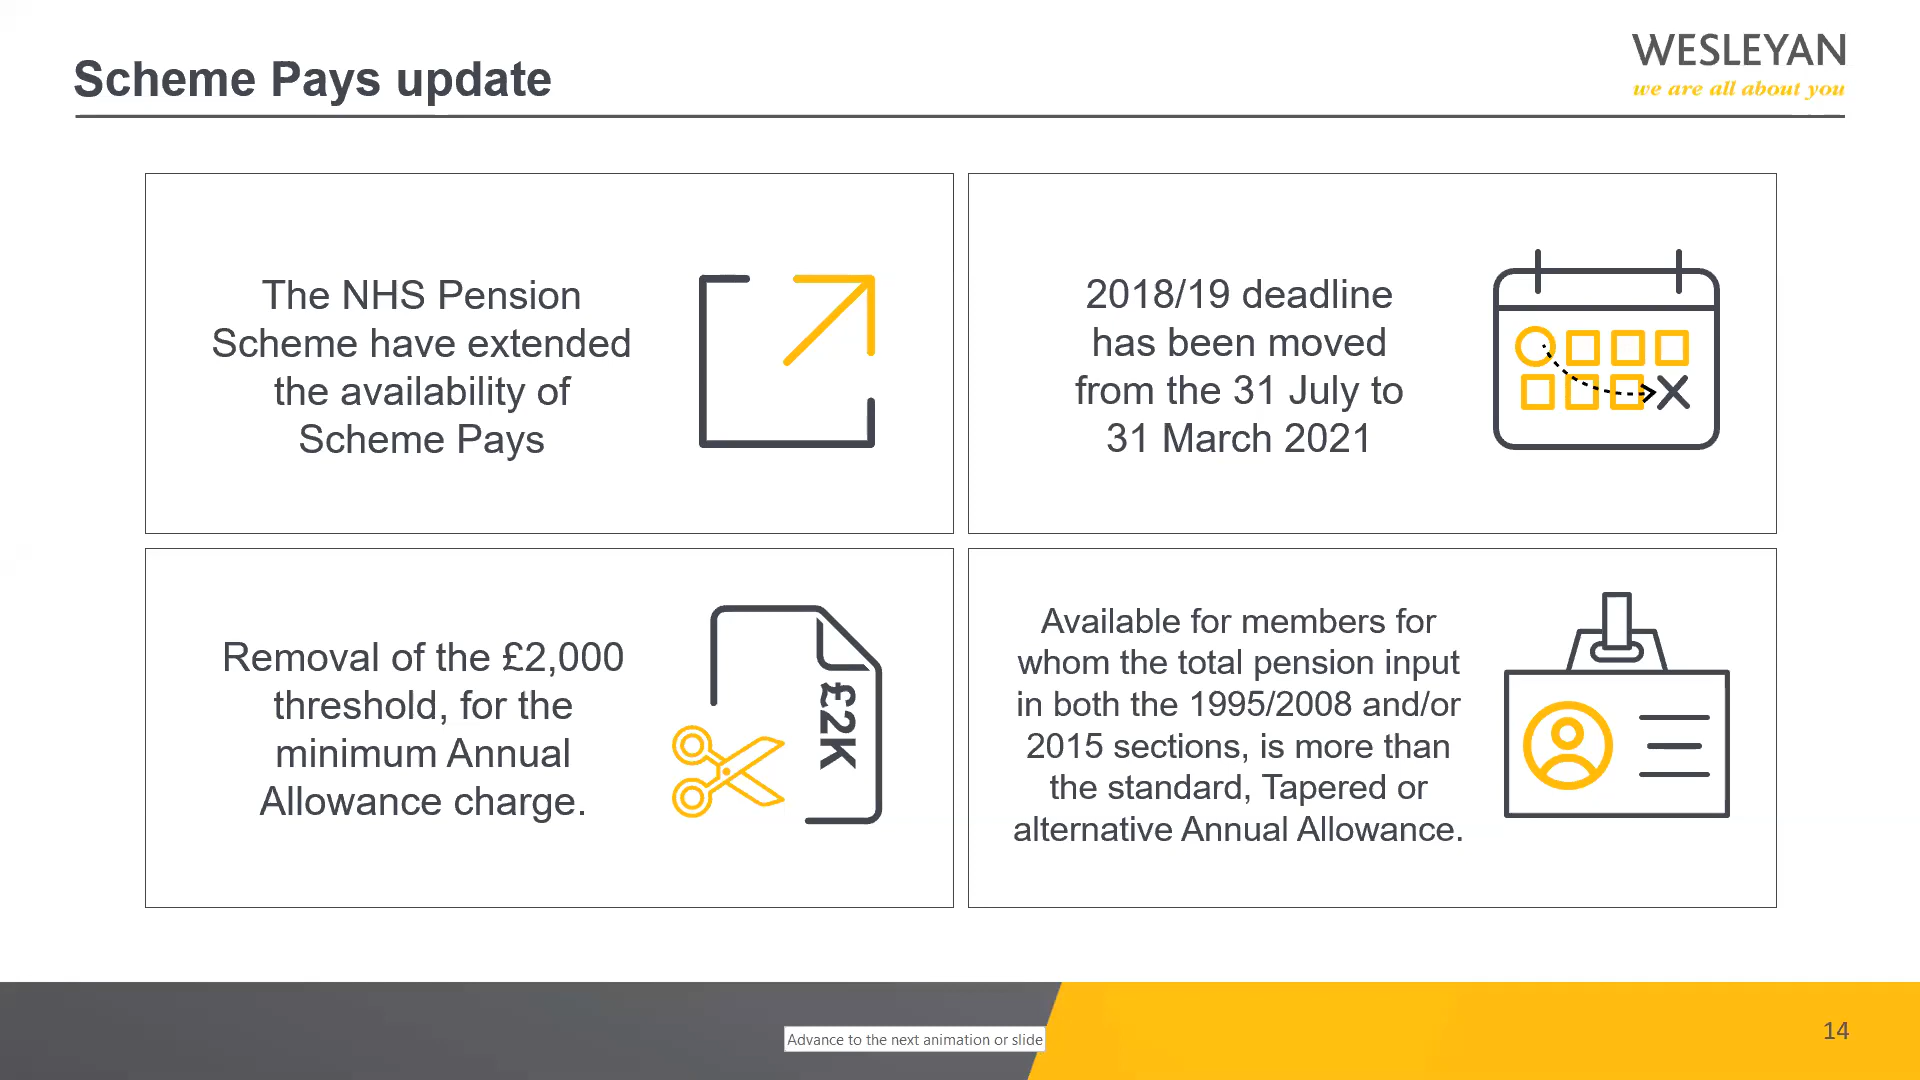 Scheme Pays update
WESLEYAN
we are all about you
The NHS Pension
Scheme have extended
the availability of
Scheme Pays
2018/19 deadline
has been moved
from the 31 July to
31 March 2021
Removal of the £2,000
threshold, for the
minimum Annual
Allowance charge.
£2K
Available for members for
whom the total pension input
in both the 1995/2008 and/or
2015 sections, is more than
the standard, Tapered or
alternative Annual Allowance.
Advance to the next animation or slide
14